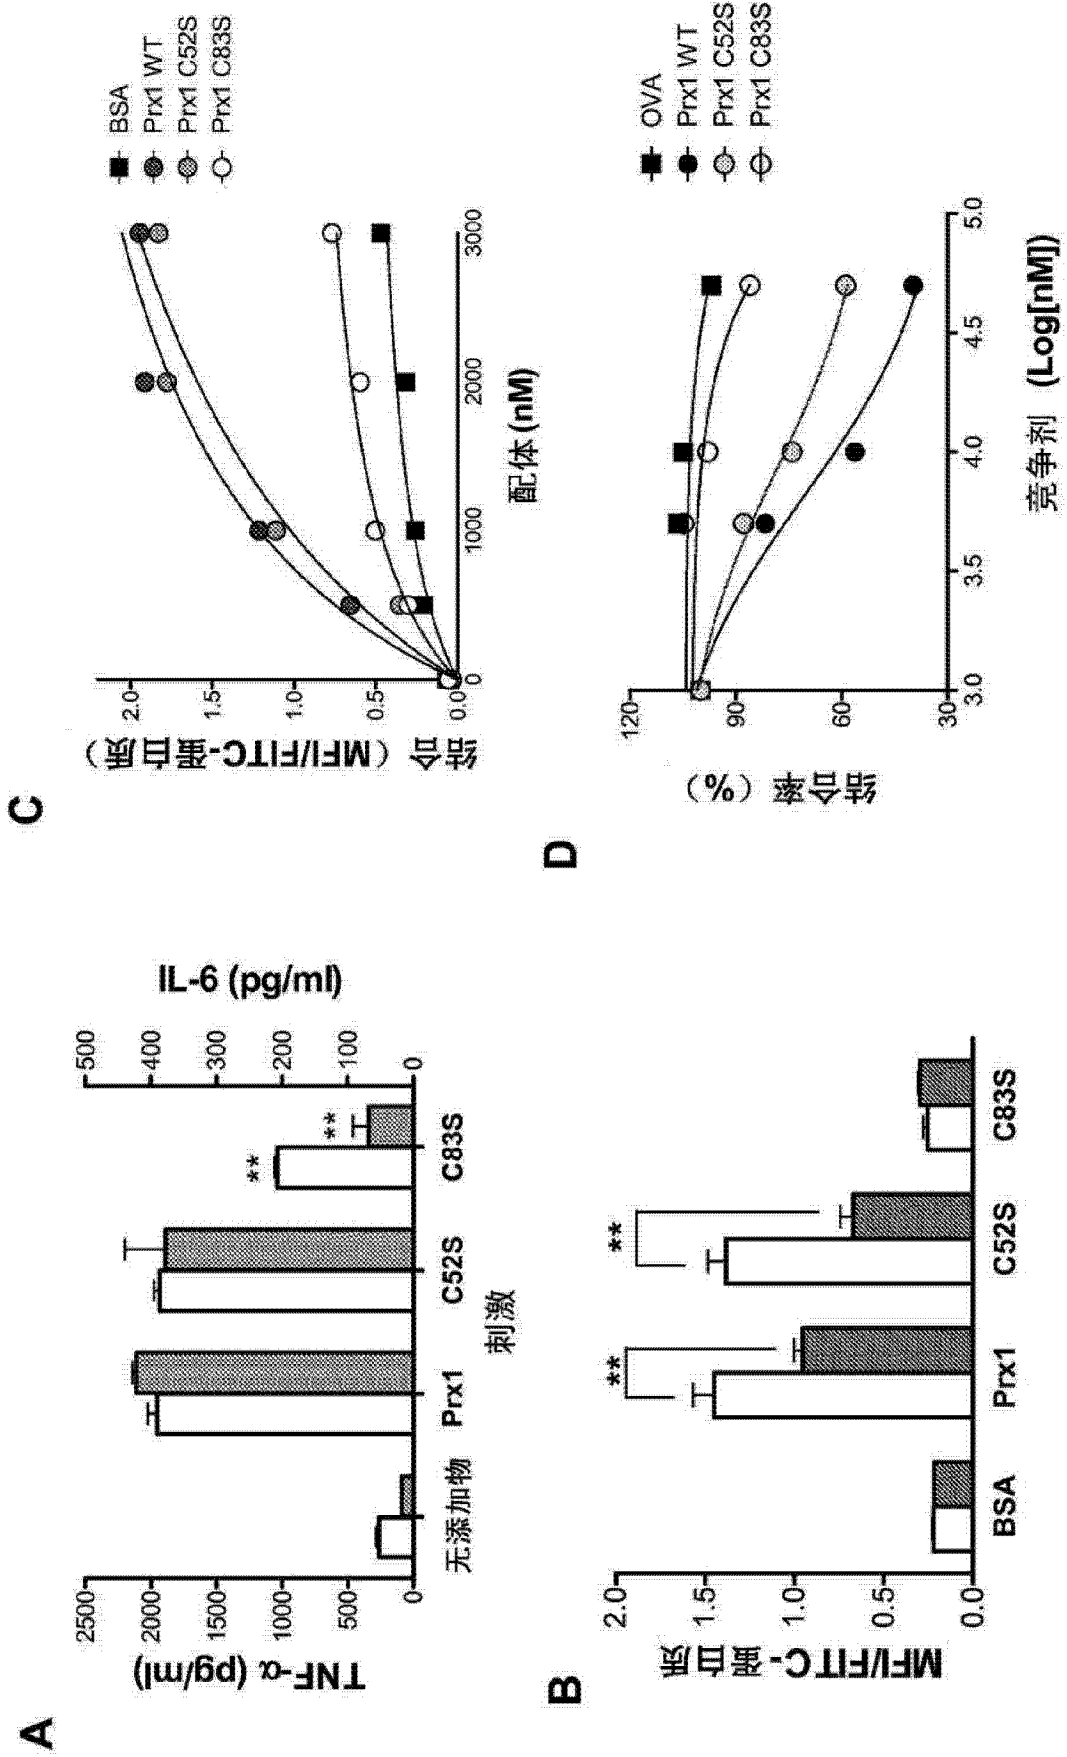 A
TNF-α (pg/ml)
2500
2000
1500
1000
500
0
IL-6 (pg/ml)
500
400
300
200
100
0
**
**
无添加物
Prx1
C52S
C83S
刺激
B
MFI/FITC-蛋白质
2.0
1.5
1.0
0.5
0.0
**
**
BSA
Prx1
C52S
C83S
C
结合（MFI/FITC-蛋白质）
2.0
1.5
1.0
0.5
0.0
0
1000
2000
3000
配体 (nM)
BSA
Prx1 WT
Prx1 C52S
Prx1 C83S
D
结合率（%）
120
90
60
30
3.0
3.5
4.0
4.5
5.0
竞争剂 (Log[nM])
OVA
Prx1 WT
Prx1 C52S
Prx1 C83S